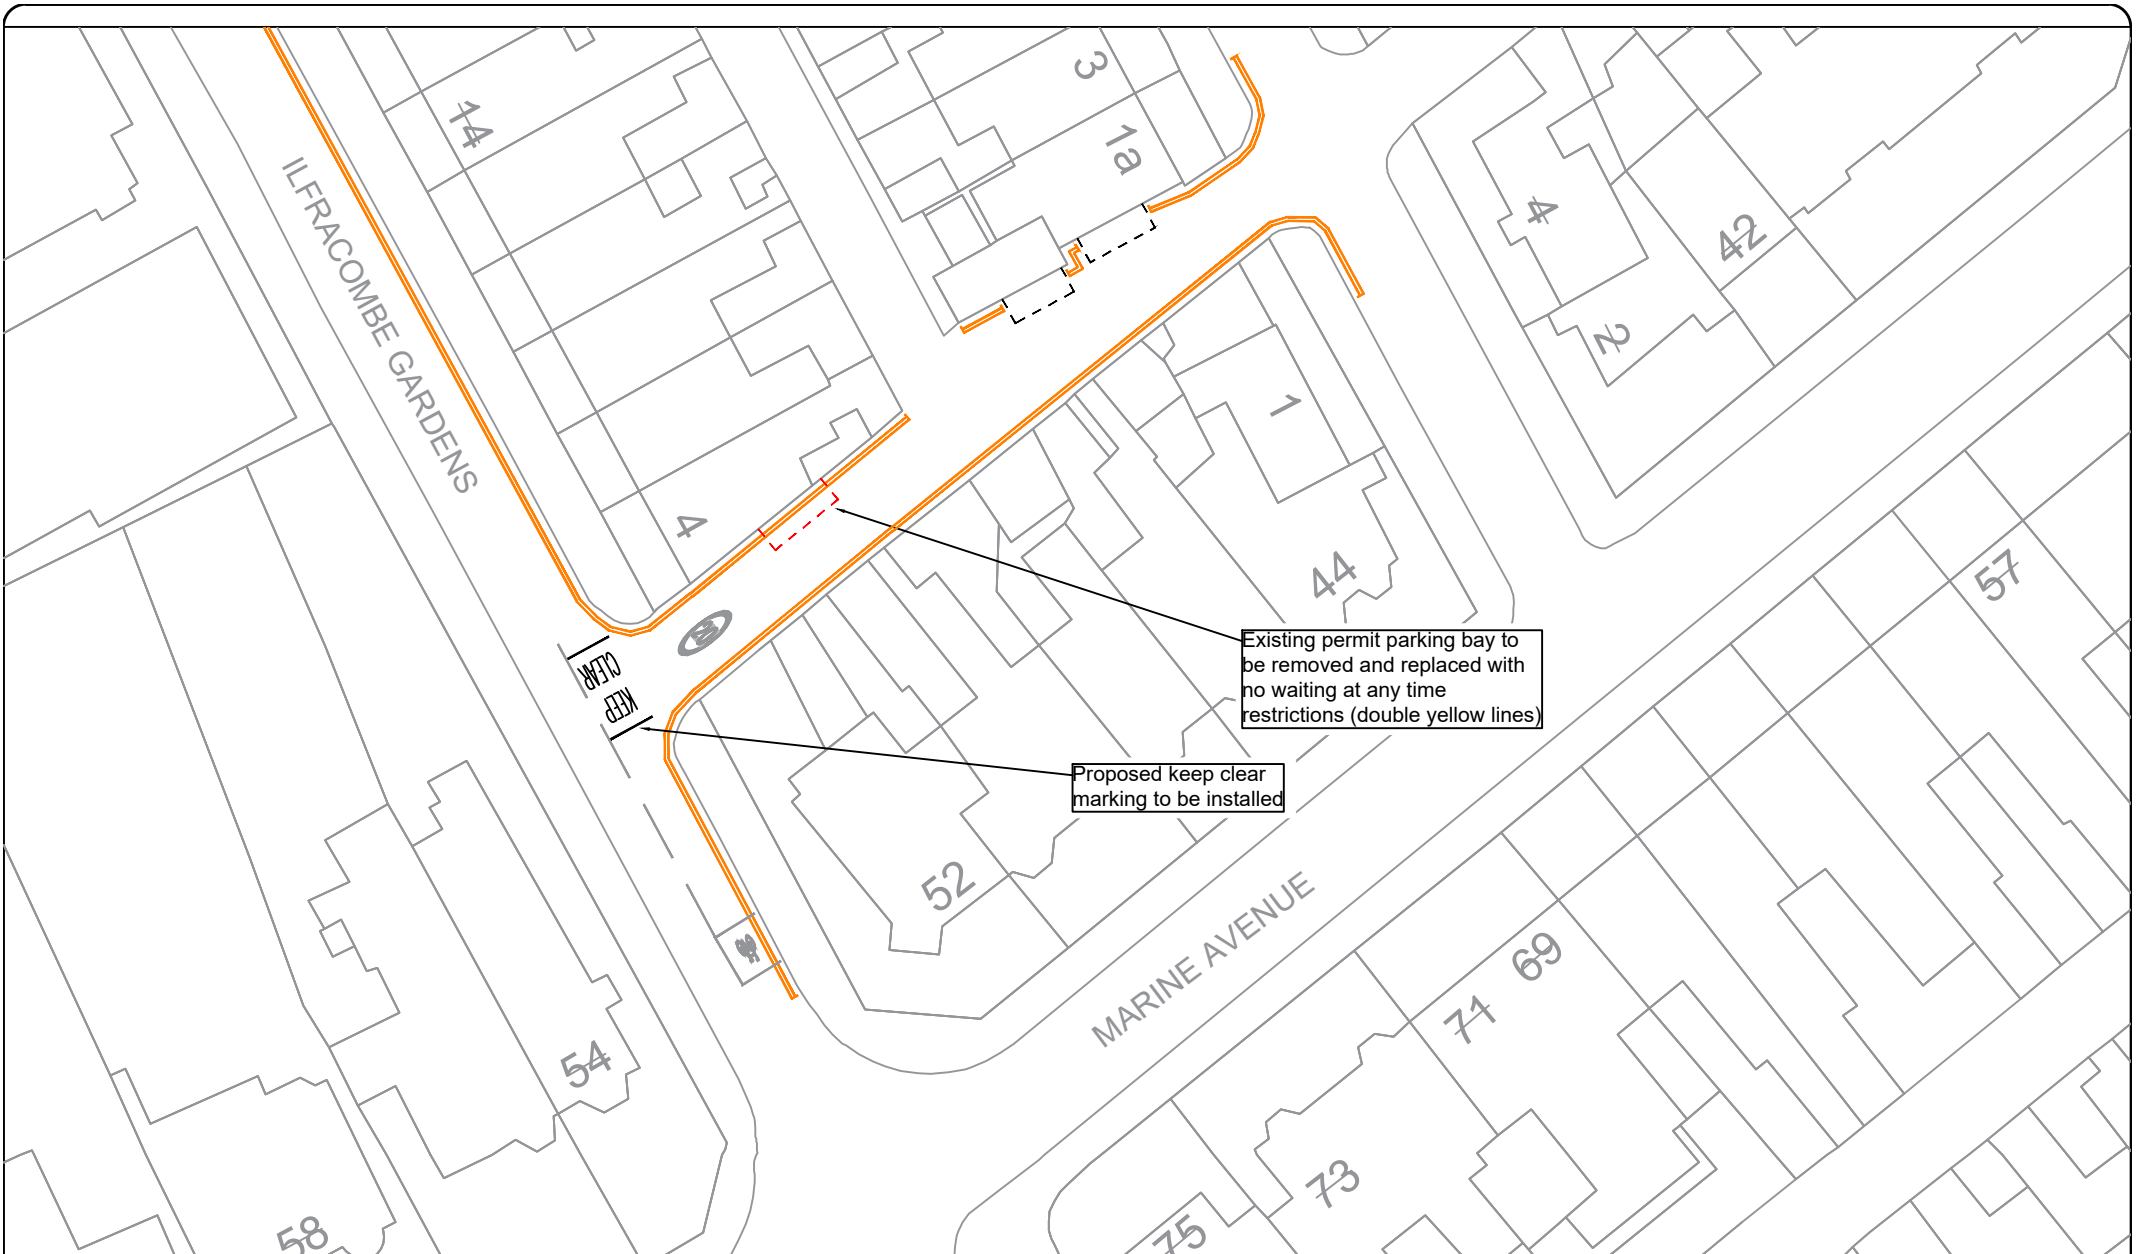 3
14
1a
ILFRACOMBE GARDENS
4
42
2
1
4
44
57
Existing permit parking bay to
be removed and replaced with
no waiting at any time
restrictions (double yellow lines)
CLEAR
KEEP
Proposed keep clear
marking to be installed
52
MARINE AVENUE
69
71
54
73
75
58